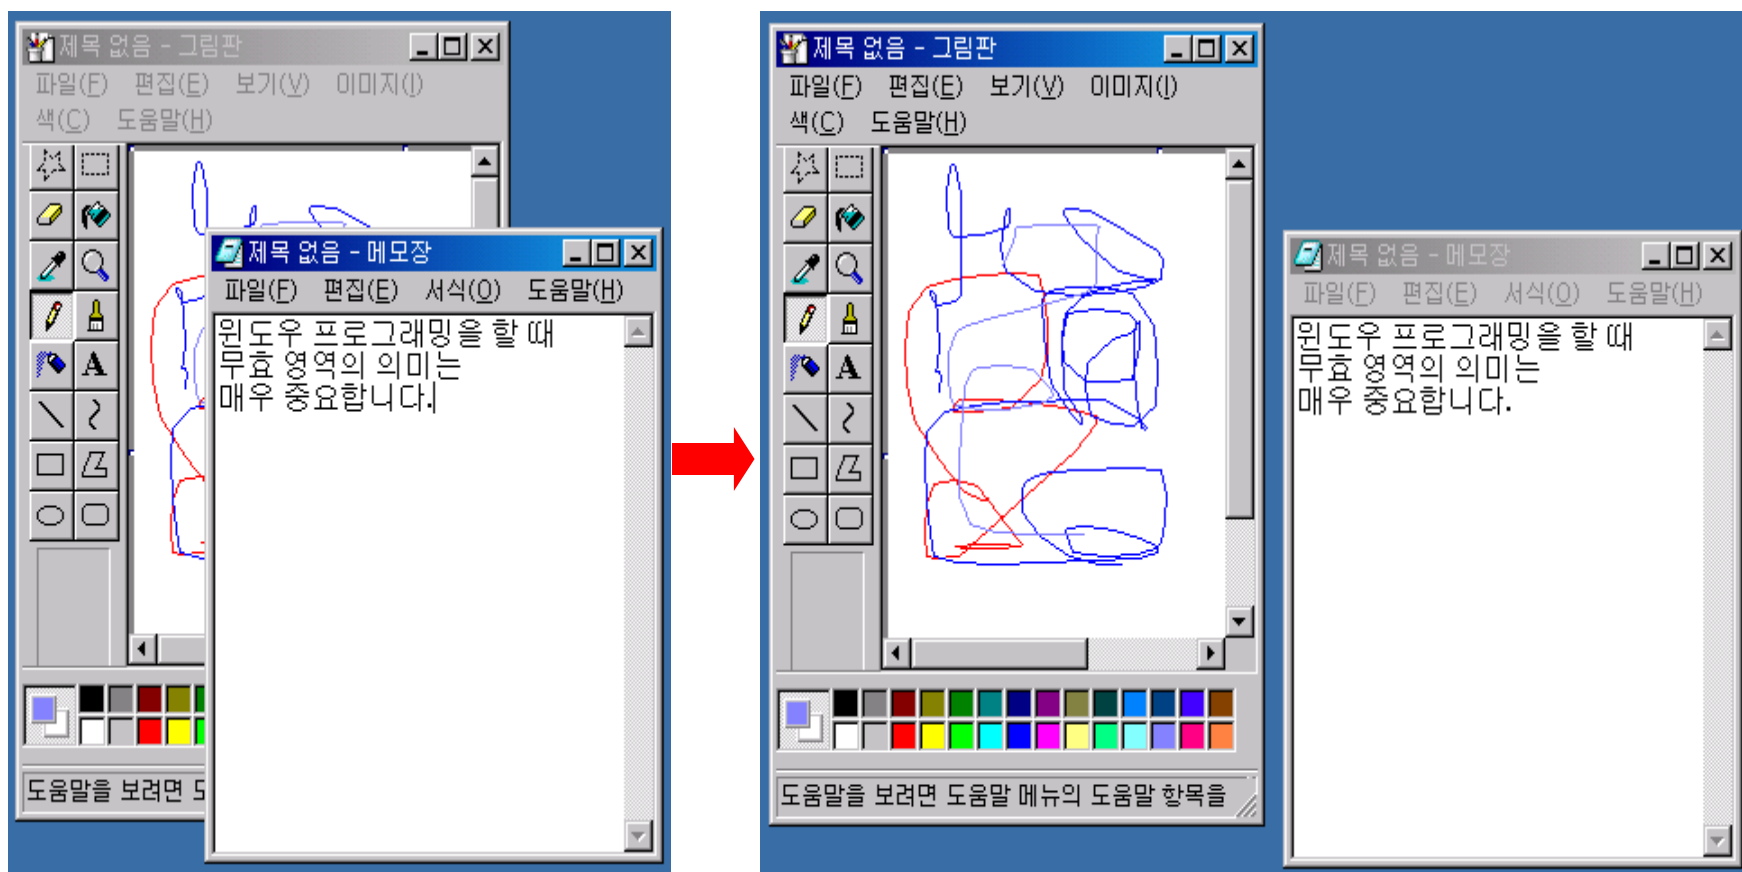 제목 없음 - 그림판
파일(F) 편집(E) 보기(V) 이미지(I)
색(C) 도움말(H)
A
도움말을 보려면 도
제목 없음 - 메모장
파일(F) 편집(E) 서식(O) 도움말(H)
윈도우 프로그래밍을 할 때
무효 영역의 의미는
매우 중요합니다.
제목 없음 - 그림판
파일(F) 편집(E) 보기(V) 이미지(I)
색(C) 도움말(H)
A
도움말을 보려면 도움말 메뉴의 도움말 항목을
제목 없음 - 메모장
파일(F) 편집(E) 서식(O) 도움말(H)
윈도우 프로그래밍을 할 때
무효 영역의 의미는
매우 중요합니다.